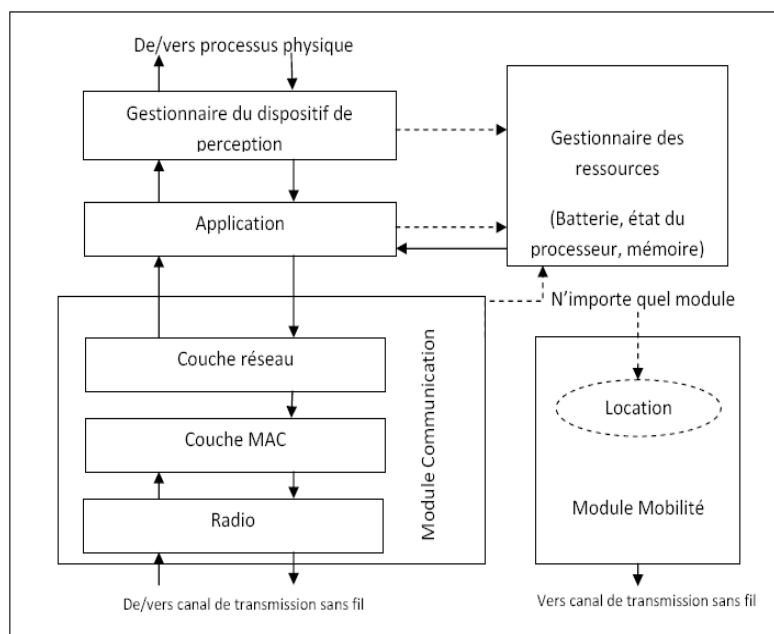 De/vers processus physique
Gestionnaire du dispositif de
perception
Gestionnaire des
ressources
(Batterie, état du
processeur, mémoire)
Application
N'importe quel module
Module Communication
Couche réseau
Couche MAC
Radio
Location
Module Mobilité
De/vers canal de transmission sans fil
Vers canal de transmission sans fil